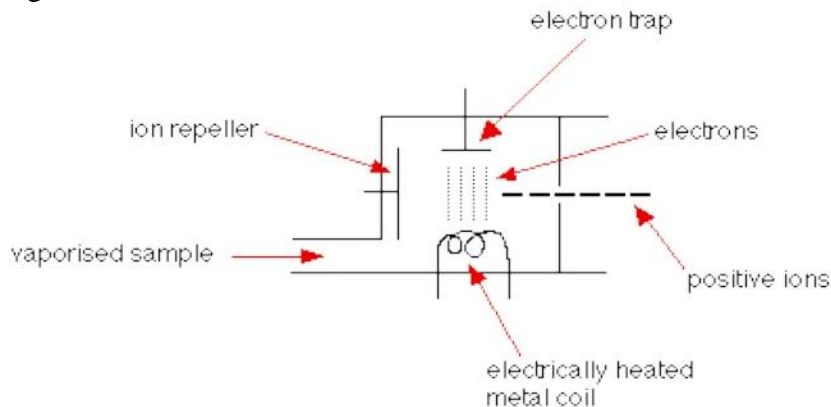 electron trap
ion repeller
electrons
vaporised sample
positive ions
electrically heated
metal coil